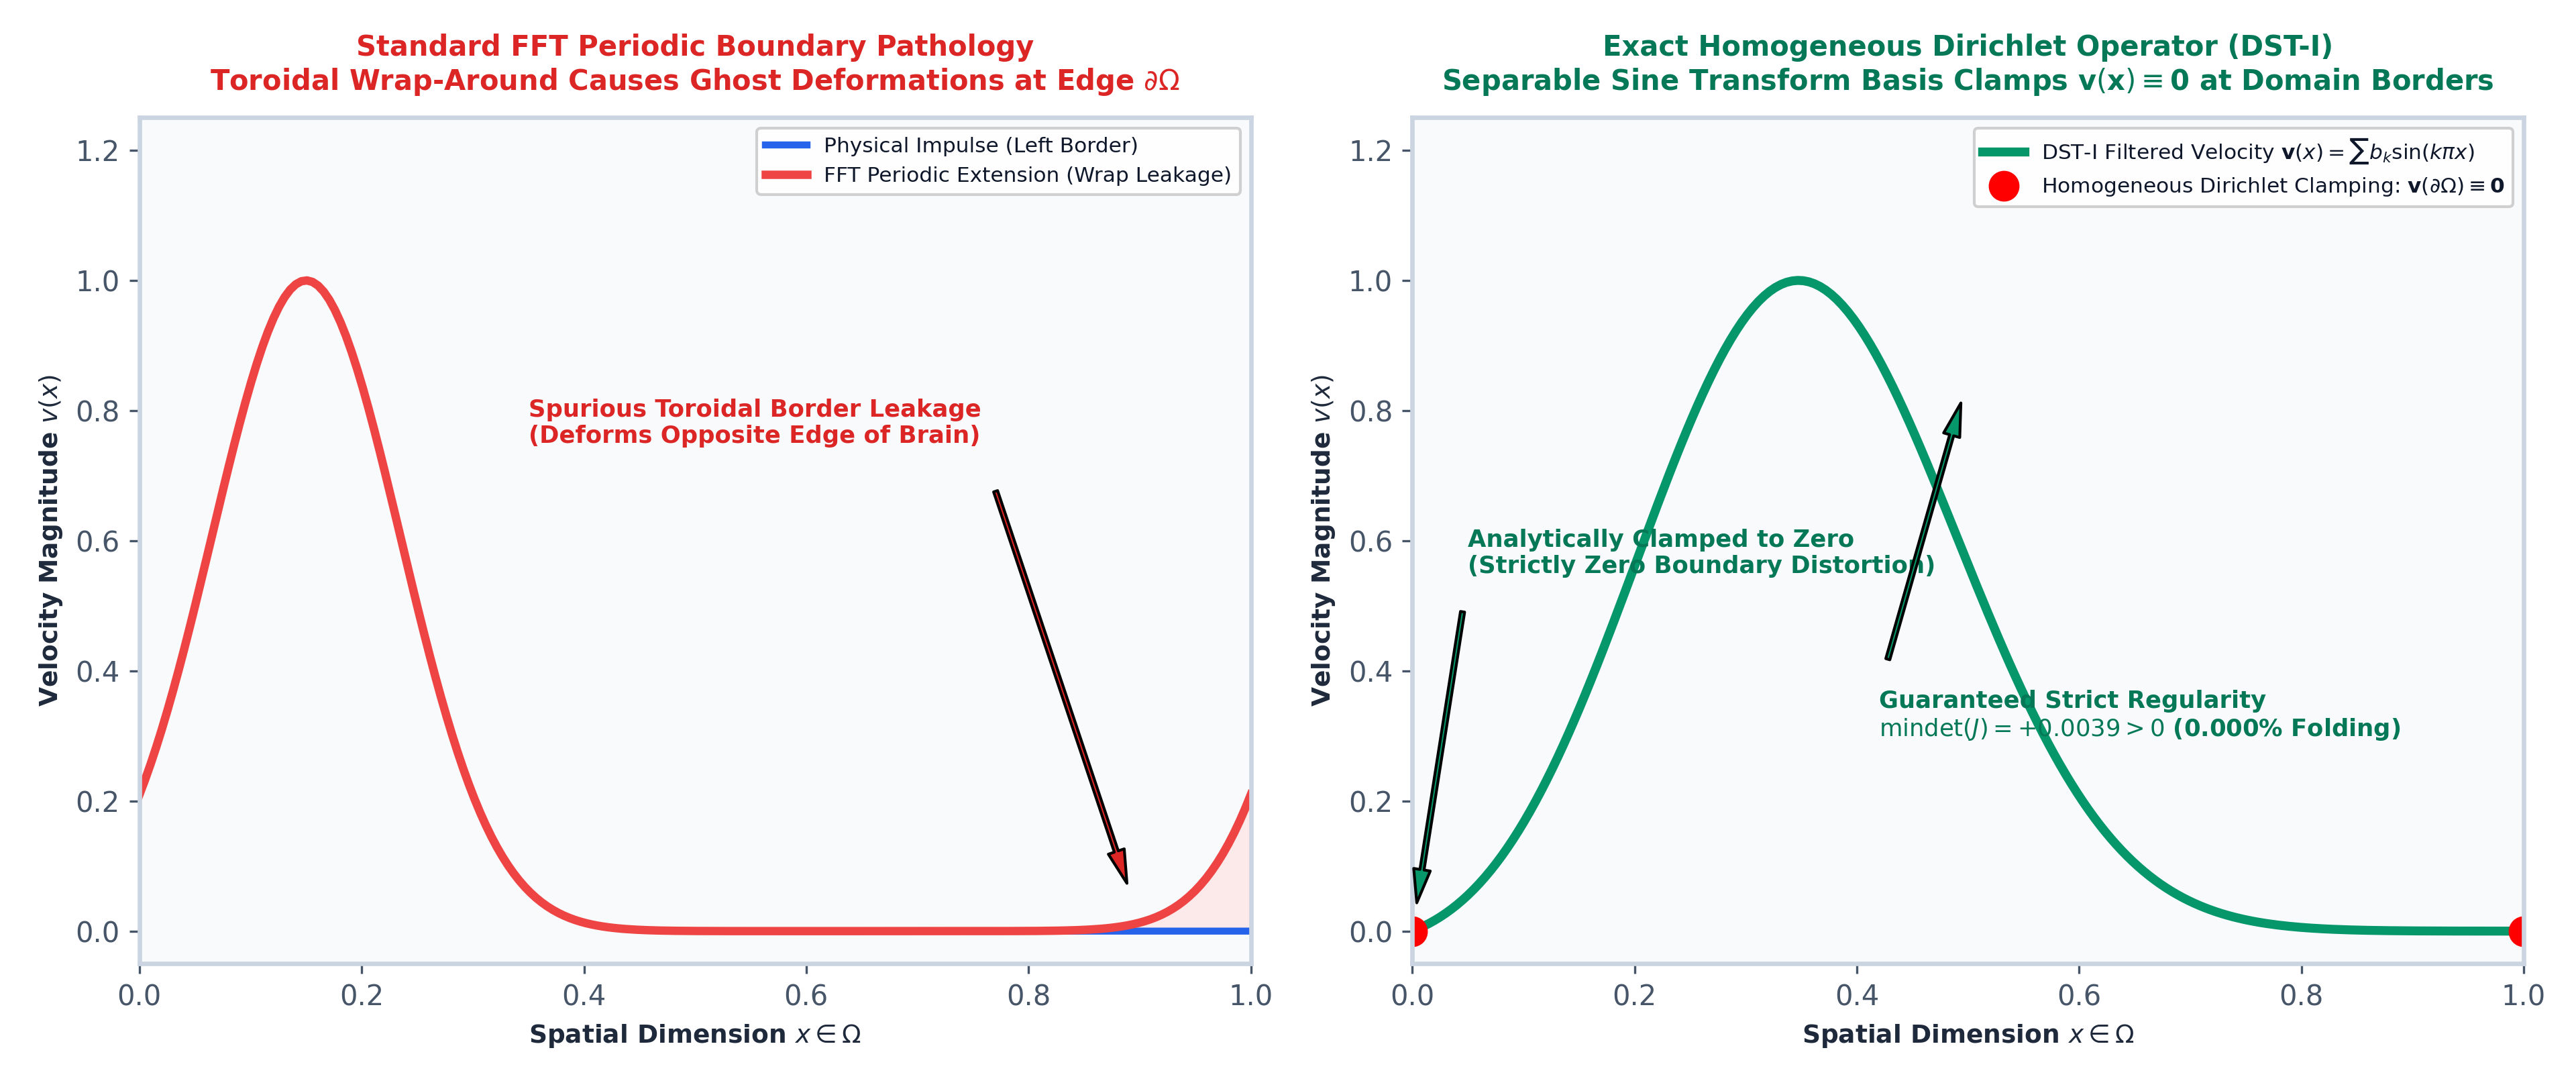 Standard FFT Periodic Boundary Pathology
Toroidal Wrap-Around Causes Ghost Deformations at Edge ∂Ω
Physical Impulse (Left Border)
FFT Periodic Extension (Wrap Leakage)
Spurious Toroidal Border Leakage
(Deforms Opposite Edge of Brain)
Velocity Magnitude v(x)
1.2
1.0
0.8
0.6
0.4
0.2
0.0
0.0 0.2 0.4 0.6 0.8 1.0
Spatial Dimension x ∈ Ω
Exact Homogeneous Dirichlet Operator (DST-I)
Separable Sine Transform Basis Clamps v(x) ≡ 0 at Domain Borders
DST-I Filtered Velocity v(x) = ∑ b_k sin(kπx)
Homogeneous Dirichlet Clamping: v(∂Ω) ≡ 0
Analytically Clamped to Zero
(Strictly Zero Boundary Distortion)
Guaranteed Strict Regularity
mindet(J) = +0.0039 > 0 (0.000% Folding)
Velocity Magnitude v(x)
1.2
1.0
0.8
0.6
0.4
0.2
0.0
0.0 0.2 0.4 0.6 0.8 1.0
Spatial Dimension x ∈ Ω